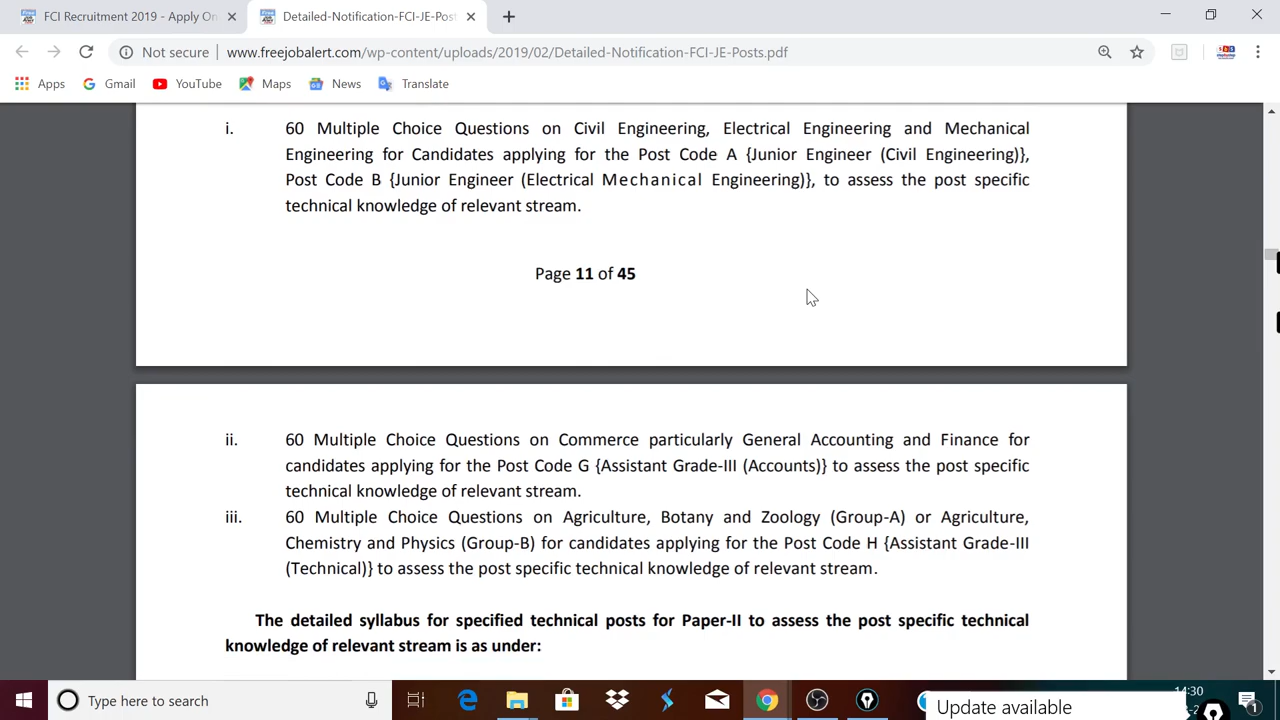 FCI Recruitment 2019 - Apply On
Detailed-Notification-FCI-JE-Post
Not secure
www.freejobalert.com/wp-content/uploads/2019/02/Detailed-Notification-FCI-JE-Posts.pdf
Apps
Gmail
YouTube
Maps
News
Translate
i. 60 Multiple Choice Questions on Civil Engineering, Electrical Engineering and Mechanical
Engineering for Candidates applying for the Post Code A {Junior Engineer (Civil Engineering)},
Post Code B {Junior Engineer (Electrical Mechanical Engineering)}, to assess the post specific
technical knowledge of relevant stream.
Page 11 of 45
ii. 60 Multiple Choice Questions on Commerce particularly General Accounting and Finance for
candidates applying for the Post Code G {Assistant Grade-III (Accounts)} to assess the post specific
technical knowledge of relevant stream.
iii. 60 Multiple Choice Questions on Agriculture, Botany and Zoology (Group-A) or Agriculture,
Chemistry and Physics (Group-B) for candidates applying for the Post Code H {Assistant Grade-III
(Technical)} to assess the post specific technical knowledge of relevant stream.
The detailed syllabus for specified technical posts for Paper-II to assess the post specific technical
knowledge of relevant stream is as under:
Type here to search
14:30
Update available
1